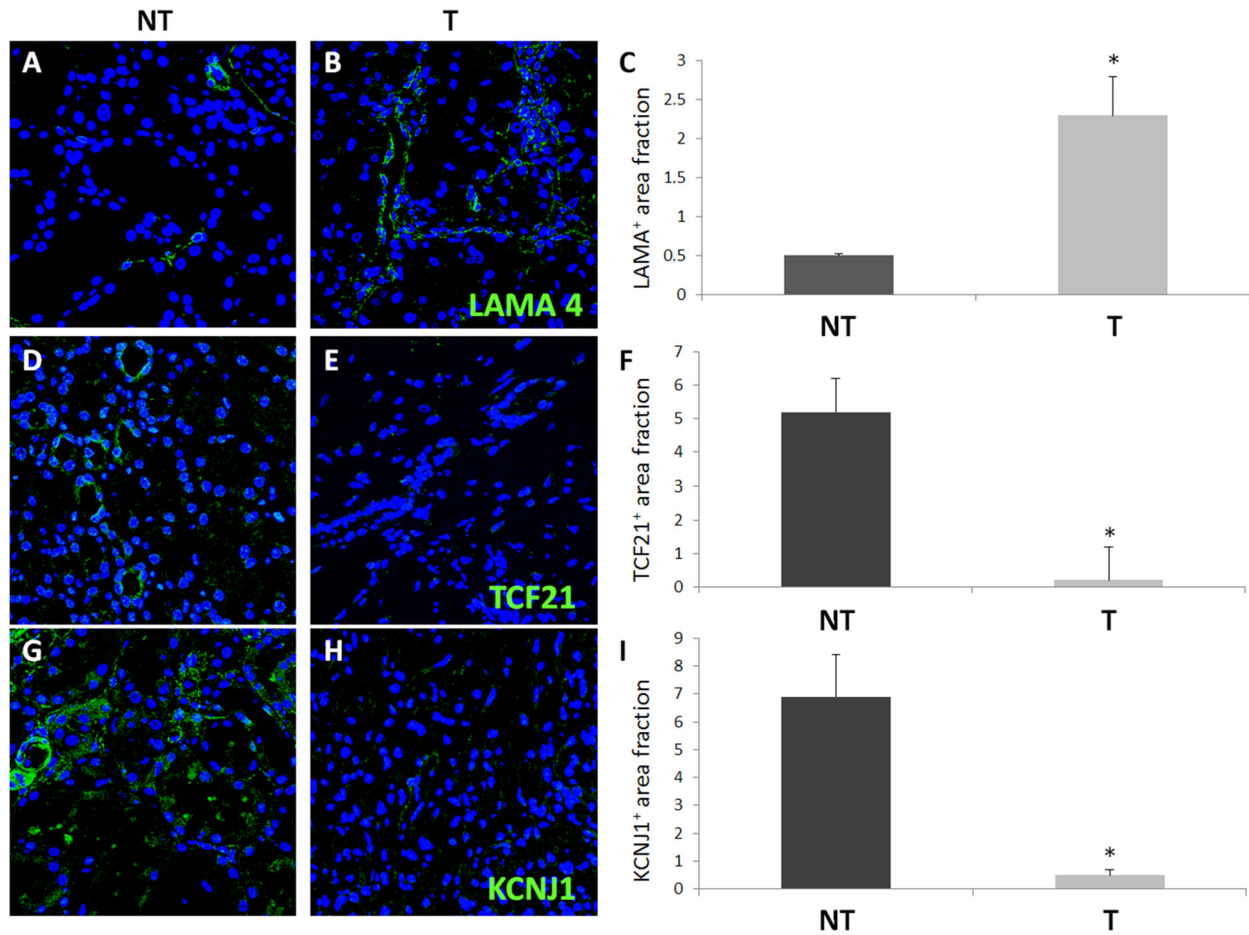 NT
T
A
B
LAMA 4
C
LAMA⁺ area fraction
3
2.5
2
1.5
1
0.5
0
*
NT
T
D
E
TCF21
F
TCF21⁺ area fraction
7
6
5
4
3
2
1
0
*
NT
T
G
H
KCNJ1
I
KCNJ1⁺ area fraction
9
8
7
6
5
4
3
2
1
0
*
NT
T